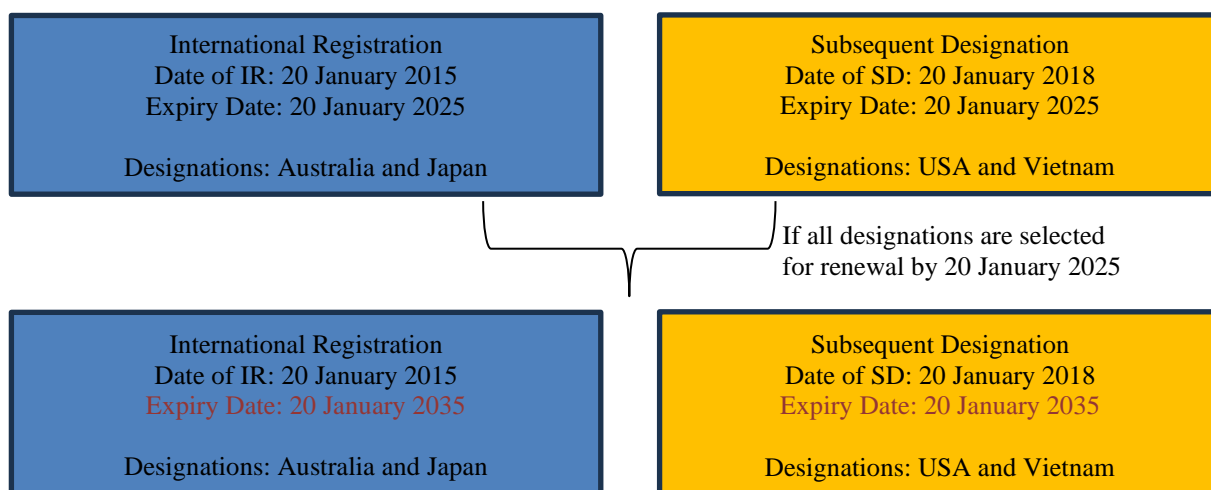 International Registration
Date of IR: 20 January 2015
Expiry Date: 20 January 2025
Designations: Australia and Japan
Subsequent Designation
Date of SD: 20 January 2018
Expiry Date: 20 January 2025
Designations: USA and Vietnam
If all designations are selected
for renewal by 20 January 2025
International Registration
Date of IR: 20 January 2015
Expiry Date: 20 January 2035
Designations: Australia and Japan
Subsequent Designation
Date of SD: 20 January 2018
Expiry Date: 20 January 2035
Designations: USA and Vietnam